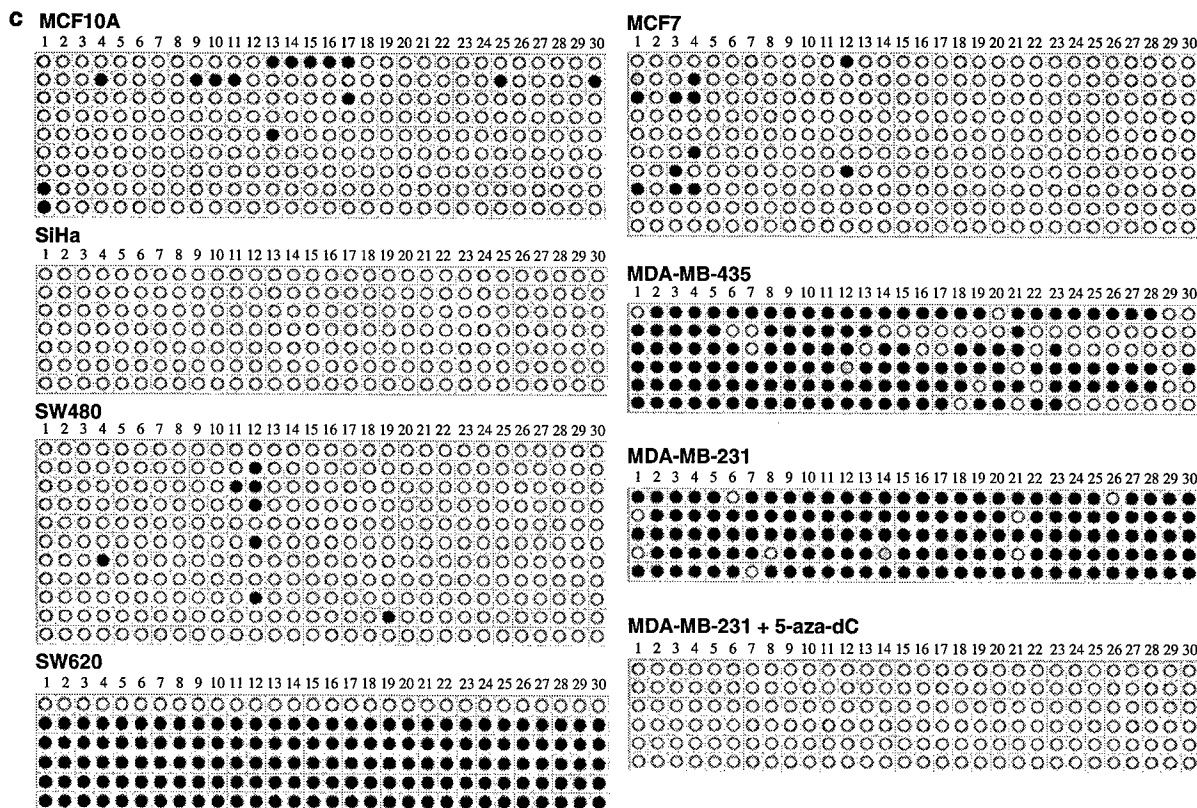 c
MCF10A
1 2 3 4 5 6 7 8 9 10 11 12 13 14 15 16 17 18 19 20 21 22 23 24 25 26 27 28 29 30
SiHa
1 2 3 4 5 6 7 8 9 10 11 12 13 14 15 16 17 18 19 20 21 22 23 24 25 26 27 28 29 30
SW480
1 2 3 4 5 6 7 8 9 10 11 12 13 14 15 16 17 18 19 20 21 22 23 24 25 26 27 28 29 30
SW620
1 2 3 4 5 6 7 8 9 10 11 12 13 14 15 16 17 18 19 20 21 22 23 24 25 26 27 28 29 30
MCF7
1 2 3 4 5 6 7 8 9 10 11 12 13 14 15 16 17 18 19 20 21 22 23 24 25 26 27 28 29 30
MDA-MB-435
1 2 3 4 5 6 7 8 9 10 11 12 13 14 15 16 17 18 19 20 21 22 23 24 25 26 27 28 29 30
MDA-MB-231
1 2 3 4 5 6 7 8 9 10 11 12 13 14 15 16 17 18 19 20 21 22 23 24 25 26 27 28 29 30
MDA-MB-231 + 5-aza-dC
1 2 3 4 5 6 7 8 9 10 11 12 13 14 15 16 17 18 19 20 21 22 23 24 25 26 27 28 29 30